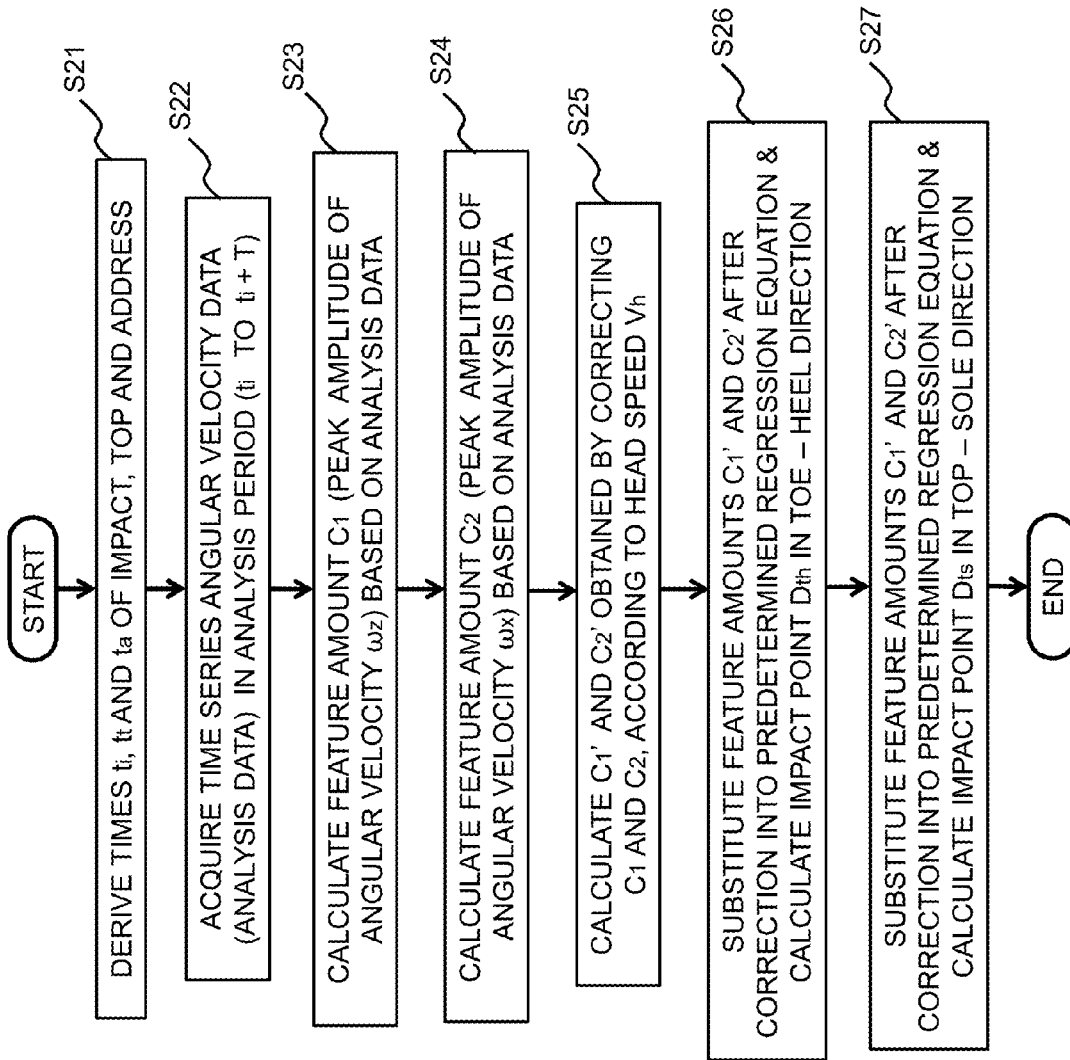 START
S21
DERIVE TIMES ti, tt AND ta OF IMPACT, TOP AND ADDRESS
S22
ACQUIRE TIME SERIES ANGULAR VELOCITY DATA
(ANALYSIS DATA) IN ANALYSIS PERIOD (ti TO ti + T)
S23
CALCULATE FEATURE AMOUNT C1 (PEAK AMPLITUDE OF
ANGULAR VELOCITY ωz) BASED ON ANALYSIS DATA
S24
CALCULATE FEATURE AMOUNT C2 (PEAK AMPLITUDE OF
ANGULAR VELOCITY ωx) BASED ON ANALYSIS DATA
S25
CALCULATE C1' AND C2' OBTAINED BY CORRECTING
C1 AND C2, ACCORDING TO HEAD SPEED Vh
S26
SUBSTITUTE FEATURE AMOUNTS C1' AND C2' AFTER
CORRECTION INTO PREDETERMINED REGRESSION EQUATION &
CALCULATE IMPACT POINT Dth IN TOE – HEEL DIRECTION
S27
SUBSTITUTE FEATURE AMOUNTS C1' AND C2' AFTER
CORRECTION INTO PREDETERMINED REGRESSION EQUATION &
CALCULATE IMPACT POINT Dts IN TOP – SOLE DIRECTION
END